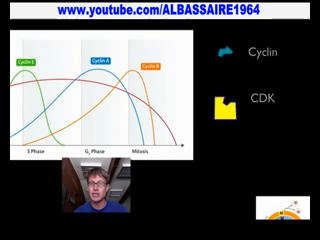 www.youtube.com/ALBASSAIRE1964
Cyclin
Cyclin E
Cyclin A
Cyclin B
CDK
S Phase
G2 Phase
Mitosis